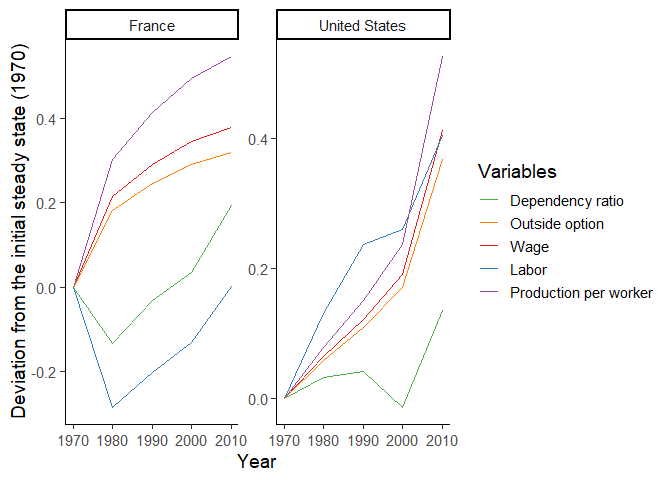 France
United States
Deviation from the initial steady state (1970)
0.4
0.2
0.0
-0.2
0.4
0.2
0.0
1970 1980 1990 2000 2010
1970 1980 1990 2000 2010
Year
Variables
Dependency ratio
Outside option
Wage
Labor
Production per worker